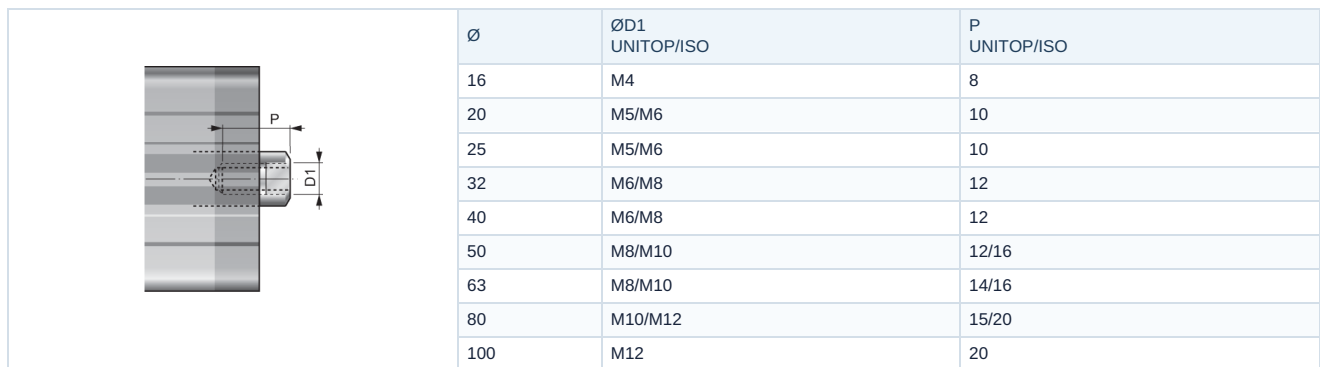 P
D1
Ø ØD1 P
UNITOP/ISO UNITOP/ISO
16 M4 8
20 M5/M6 10
25 M5/M6 10
32 M6/M8 12
40 M6/M8 12
50 M8/M10 12/16
63 M8/M10 14/16
80 M10/M12 15/20
100 M12 20